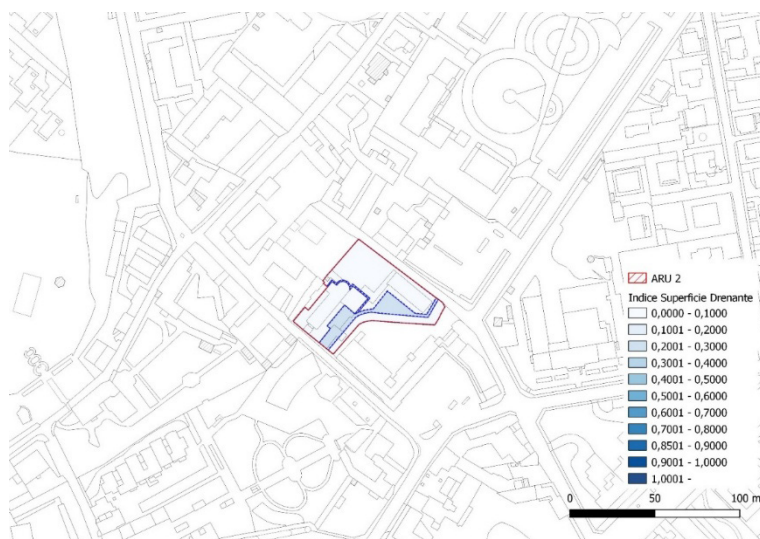 ARU 2
Indice Superficie Drenante
0,0000 - 0,1000
0,1001 - 0,2000
0,2001 - 0,3000
0,3001 - 0,4000
0,4001 - 0,5000
0,5001 - 0,6000
0,6001 - 0,7000
0,7001 - 0,8000
0,8501 - 0,9000
0,9001 - 1,0000
1,0001 -
0 50 100 m